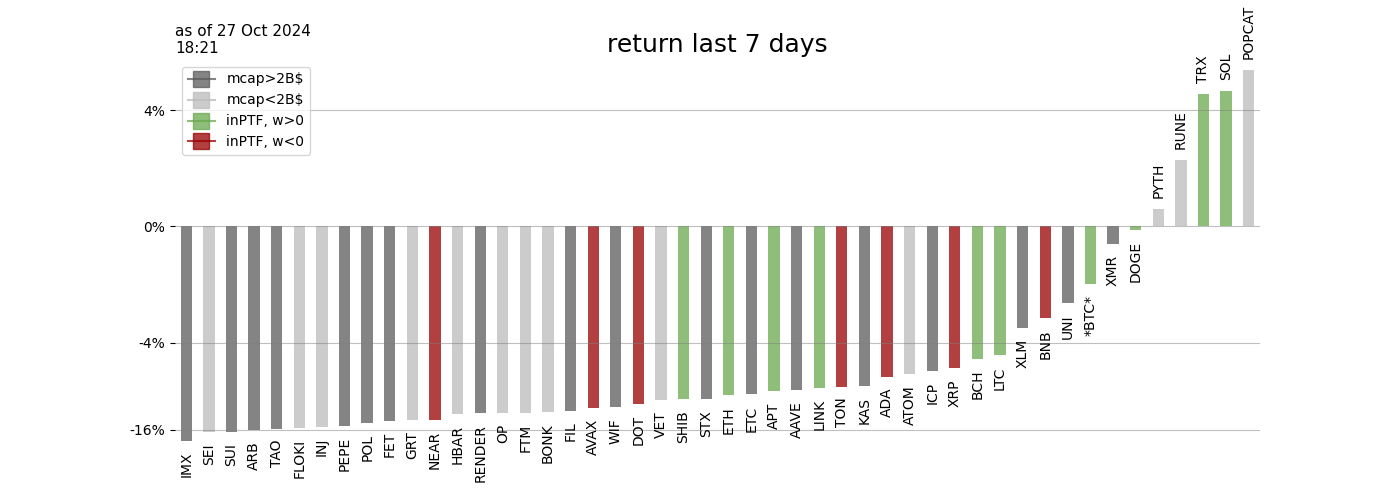 as of 27 Oct 2024
18:21
return last 7 days
mcap>2B$
mcap<2B$
inPTF, w>0
inPTF, w<0
4%
0%
-4%
-16%
IMX
SEI
SUI
ARB
TAO
FLOKI
INJ
PEPE
POL
FET
GRT
NEAR
HBAR
RENDER
OP
FTM
BONK
FIL
AVAX
WIF
DOT
VET
SHIB
STX
ETH
ETC
APT
AAVE
LINK
TON
KAS
ADA
ATOM
ICP
XRP
BCH
LTC
XLM
BNB
UNI
*BTC*
XMR
DOGE
PYTH
RUNE
TRX
SOL
POPCAT